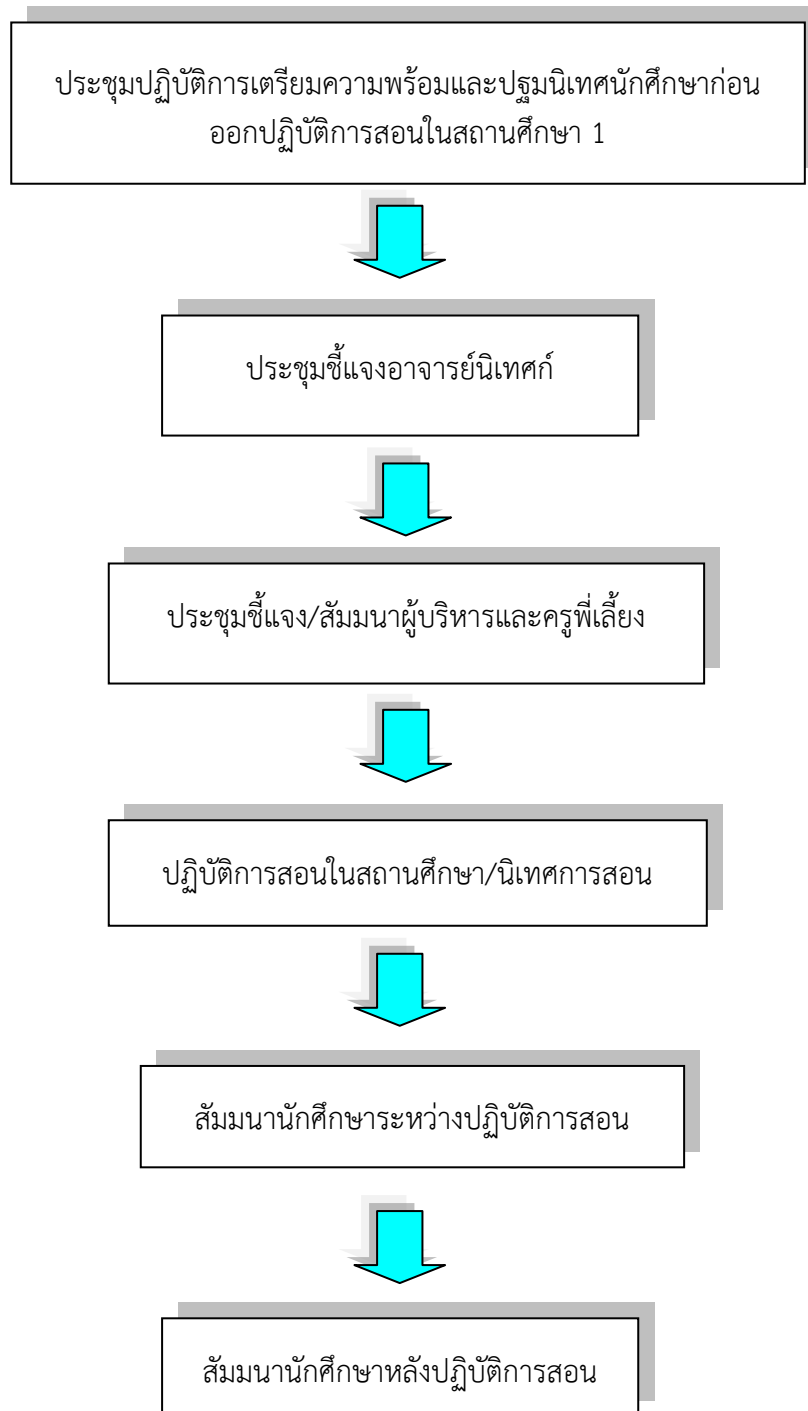 ประชุมปฏิบัติการเตรียมความพร้อมและปฐมนิเทศนักศึกษาก่อน
ออกปฏิบัติการสอนในสถานศึกษา 1
ประชุมชี้แจงอาจารย์นิเทศก์
ประชุมชี้แจง/สัมมนาผู้บริหารและครูพี่เลี้ยง
ปฏิบัติการสอนในสถานศึกษา/นิเทศการสอน
สัมมนานักศึกษาระหว่างปฏิบัติการสอน
สัมมนานักศึกษาหลังปฏิบัติการสอน